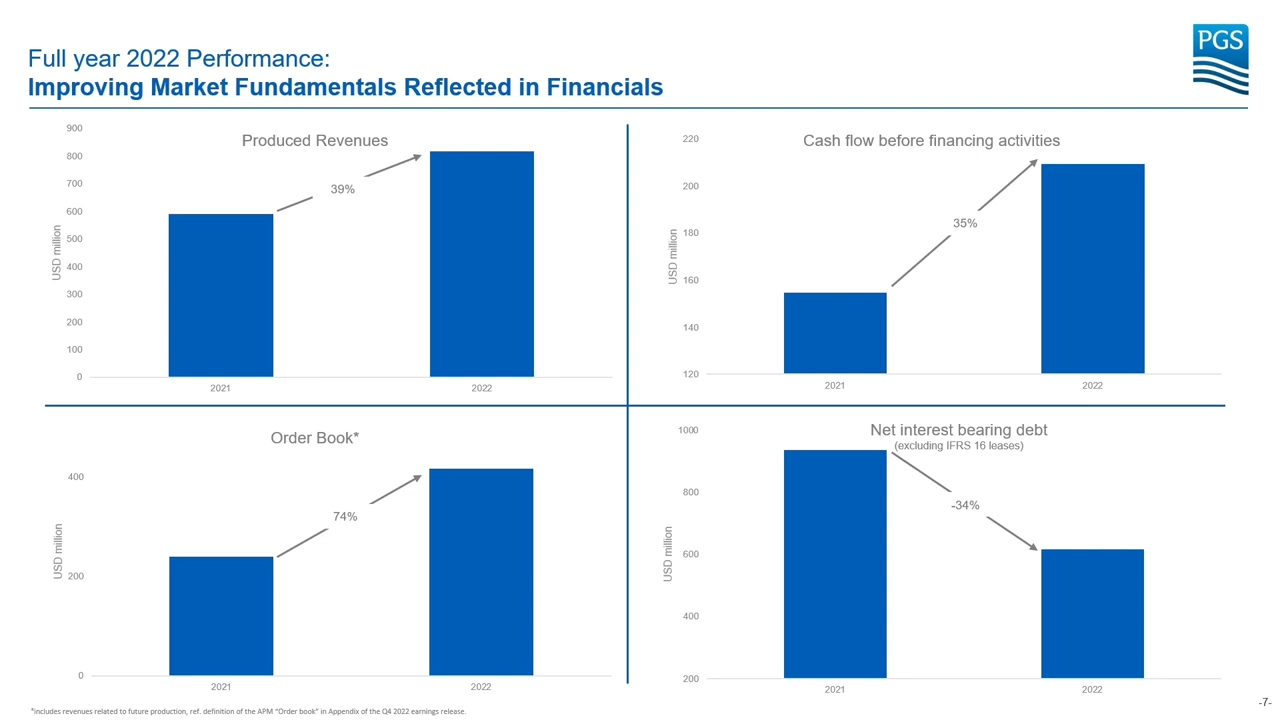 Full year 2022 Performance:
Improving Market Fundamentals Reflected in Financials
PGS
Produced Revenues
900
800
700
600
500
400
300
200
100
0
USD million
39%
2021
2022
Cash flow before financing activities
220
200
180
160
140
120
USD million
35%
2021
2022
Order Book*
400
200
0
USD million
74%
2021
2022
Net interest bearing debt
(excluding IFRS 16 leases)
1000
800
600
400
200
USD million
-34%
2021
2022
*includes revenues related to future production, ref. definition of the APM “Order book” in Appendix of the Q4 2022 earnings release.
-7-